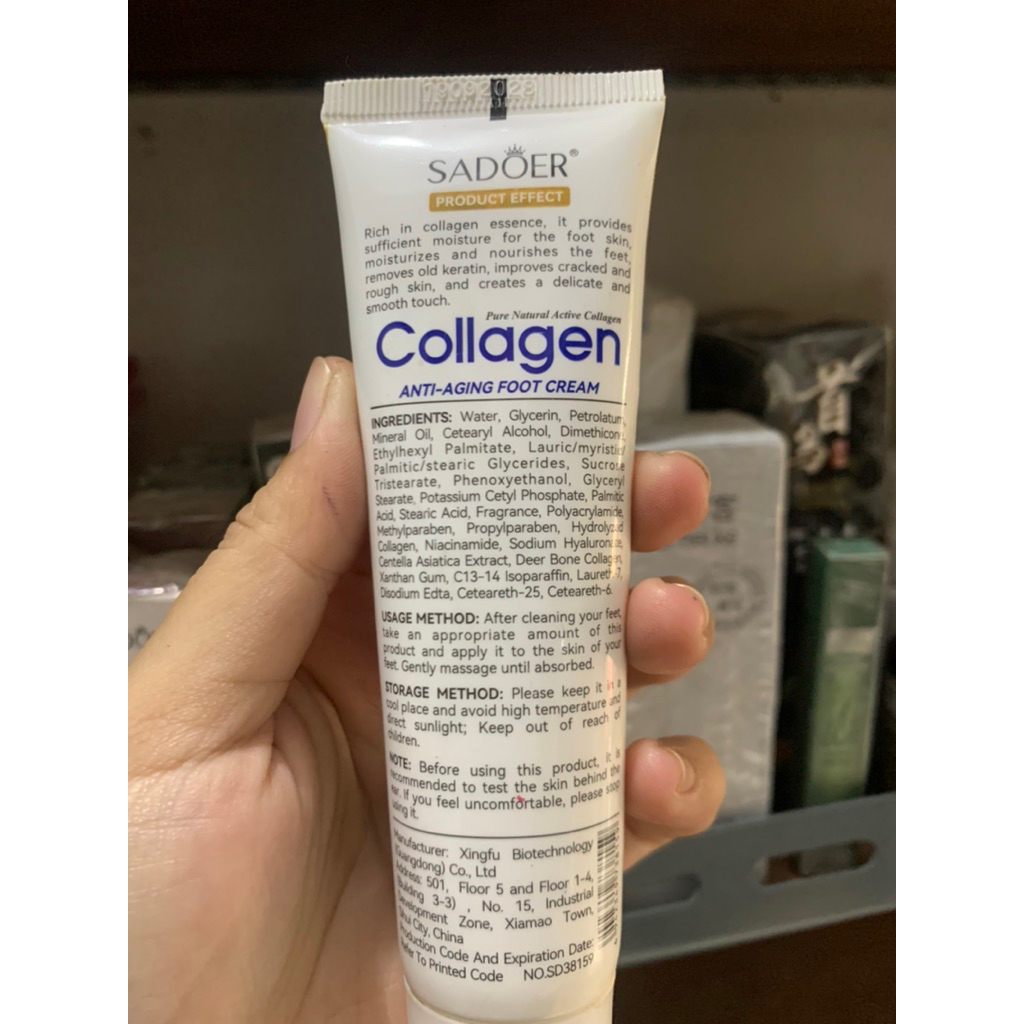 19092028
SADOER®
PRODUCT EFFECT
Rich in collagen essence, it provides
sufficient moisture for the foot skin,
moisturizes and nourishes the feet,
removes old keratin, improves cracked and
rough skin, and creates a delicate and
smooth touch.
Pure Natural Active Collagen
Collagen
ANTI-AGING FOOT CREAM
INGREDIENTS: Water, Glycerin, Petrolatum,
Mineral Oil, Cetearyl Alcohol, Dimethicone,
Ethylhexyl Palmitate, Lauric/myristic/
Palmitic/stearic Glycerides, Sucrose
Tristearate, Phenoxyethanol, Glyceryl
Stearate, Potassium Cetyl Phosphate, Palmitic
Acid, Stearic Acid, Fragrance, Polyacrylamide,
Methylparaben, Propylparaben, Hydrolyzed
Collagen, Niacinamide, Sodium Hyaluronate,
Centella Asiatica Extract, Deer Bone Collagen,
Xanthan Gum, C13-14 Isoparaffin, Laureth-7,
Disodium Edta, Ceteareth-25, Ceteareth-6.
USAGE METHOD: After cleaning your feet,
take an appropriate amount of this
product and apply it to the skin of your
feet. Gently massage until absorbed.
STORAGE METHOD: Please keep it in a
cool place and avoid high temperature and
direct sunlight; Keep out of reach of
children.
NOTE: Before using this product, it is
recommended to test the skin behind the
ear. If you feel uncomfortable, please stop
using it.
Manufacturer: Xingfu Biotechnology
(Guangdong) Co., Ltd
Address: 501, Floor 5 and Floor 1-4,
(Building 3-3) , No. 15, Industrial
Development Zone, Xiamao Town,
City, China
Production Code And Expiration Date:
Refer To Printed Code NO.SD38159